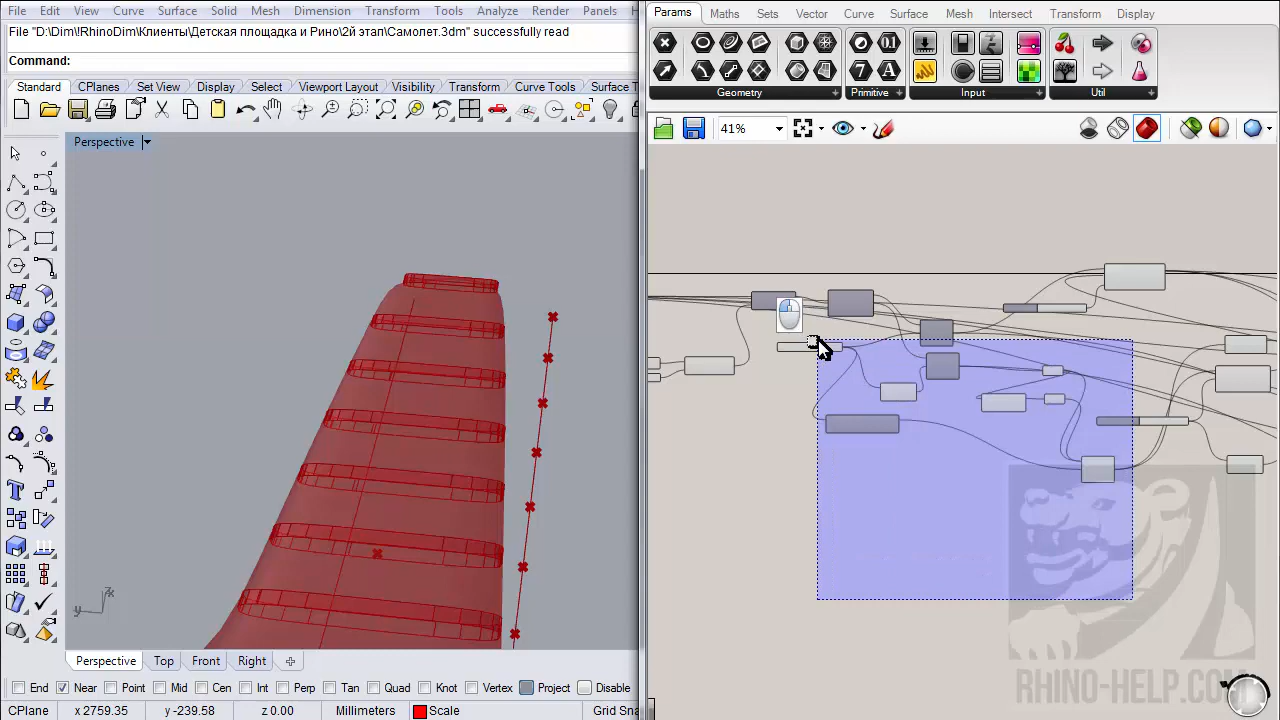 File Edit View Curve Surface Solid Mesh Dimension Transform Tools Analyze Render Panels
File "D:\Dim\!RhinoDim\Клиенты\Детская площадка и Рино\2й этап\Самолет.3dm" successfully read
Command:
Standard CPlanes Set View Display Select Viewport Layout Visibility Transform Curve Tools Surface To
Perspective
Perspective Top Front Right
End Near Point Mid Cen Int Perp Tan Quad Knot Vertex Project Disable
CPlane x 2759.35 y -239.58 z 0.00 Millimeters Scale Grid Sna
Params Maths Sets Vector Curve Surface Mesh Intersect Transform Display
Geometry Primitive Input Util
41%
RHINO-HELP.COM